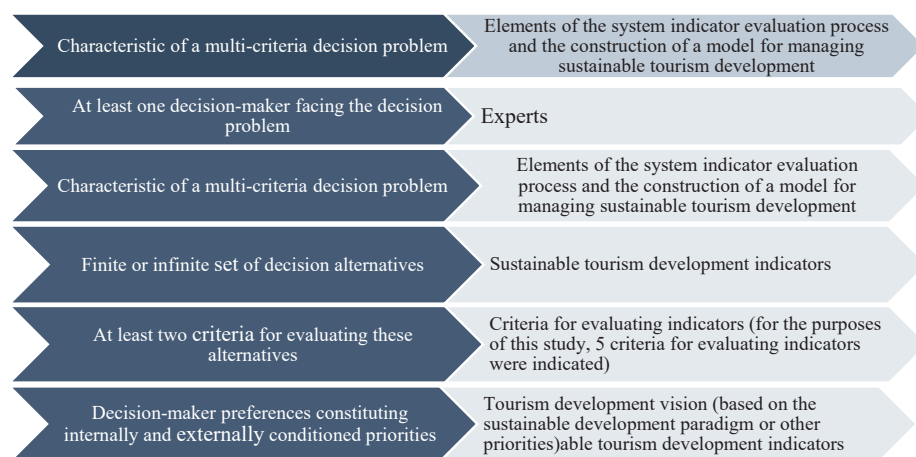 Characteristic of a multi-criteria decision problem
Elements of the system indicator evaluation process
and the construction of a model for managing
sustainable tourism development
At least one decision-maker facing the decision
problem
Experts
Characteristic of a multi-criteria decision problem
Elements of the system indicator evaluation
process and the construction of a model for
managing sustainable tourism development
Finite or infinite set of decision alternatives
Sustainable tourism development indicators
At least two criteria for evaluating these
alternatives
Criteria for evaluating indicators (for the purposes
of this study, 5 criteria for evaluating indicators
were indicated)
Decision-maker preferences constituting
internally and externally conditioned priorities
Tourism development vision (based on the
sustainable development paradigm or other
priorities)able tourism development indicators